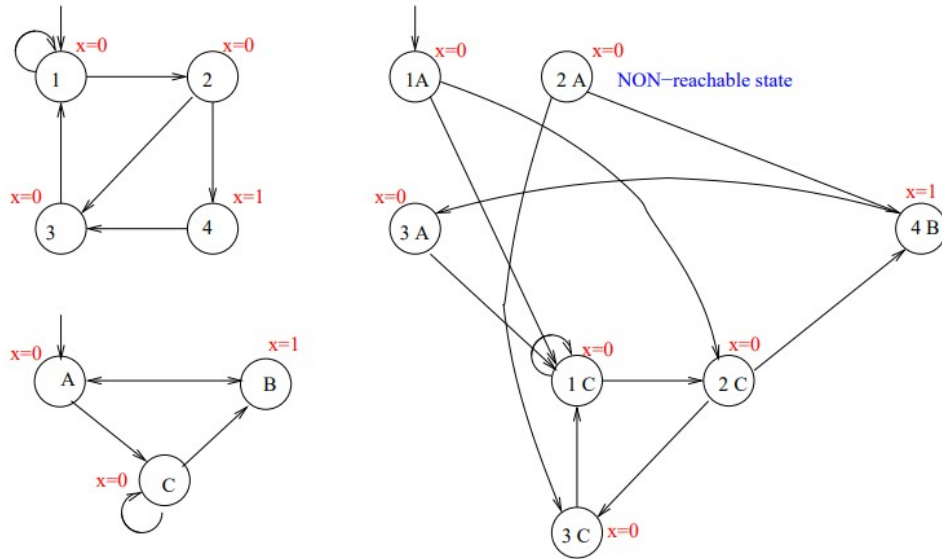 x=0
x=0
1
2
x=0
x=1
3
4
x=0
x=1
A
B
x=0
C
x=0
x=0
1A
2 A
NON−reachable state
x=0
x=1
3 A
4 B
x=0
x=0
1 C
2 C
3 C
x=0